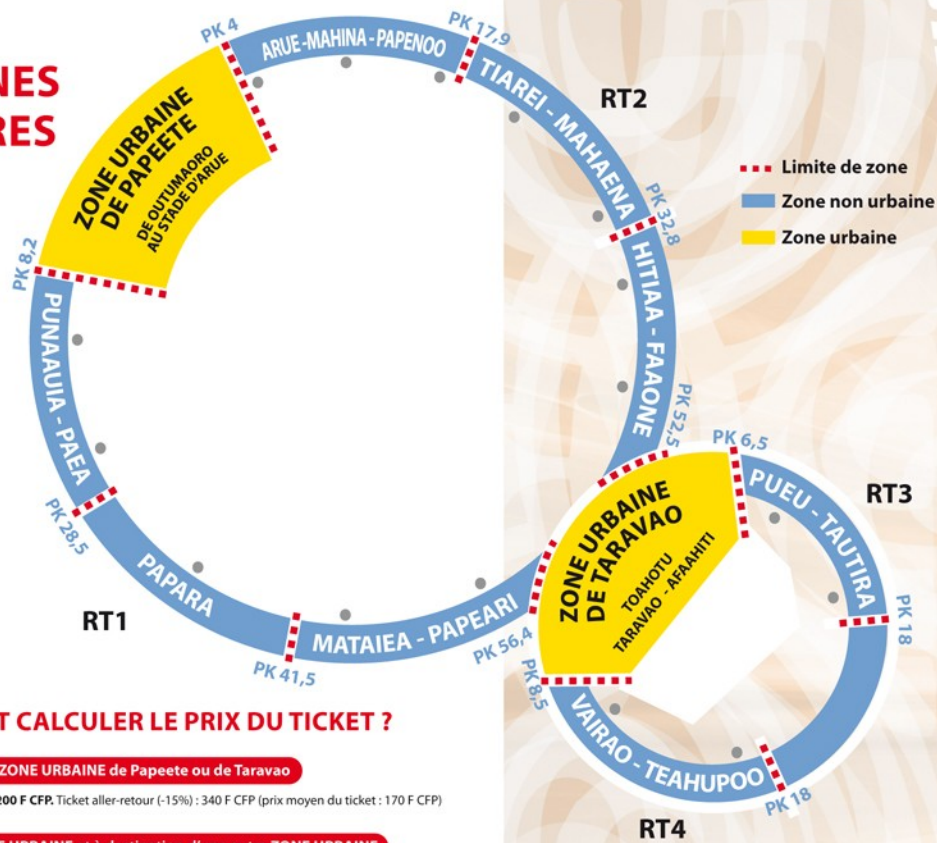 NES
RES
PK 4
ARUE -MAHINA - PAPENOO
PK 17,9
TIAREI - MAHAENA
RT2
ZONE URBAINE
DE PAPEETE
DE OUTUMAORO
AU STADE D'ARUE
Limite de zone
Zone non urbaine
Zone urbaine
PK 32,8
PK 8,2
HITIAA - FAAONE
PUNAAUIA - PAEA
PK 52,5
PK 6,5
PUEU - TAUTIRA
RT3
ZONE URBAINE
DE TARAVAO
TOAHOTU
TARAVAO - AFAAHITI
PK 28,5
PAPARA
RT1
MATAIEA - PAPEARI
PK 18
PK 56,4
PK 41,5
PK 8,5
VAIRAO - TEAHUPOO
PK 18
RT4
T CALCULER LE PRIX DU TICKET ?
ZONE URBAINE de Papeete ou de Taravao
200 F CFP. Ticket aller-retour (-15%) : 340 F CFP (prix moyen du ticket : 170 F CFP)